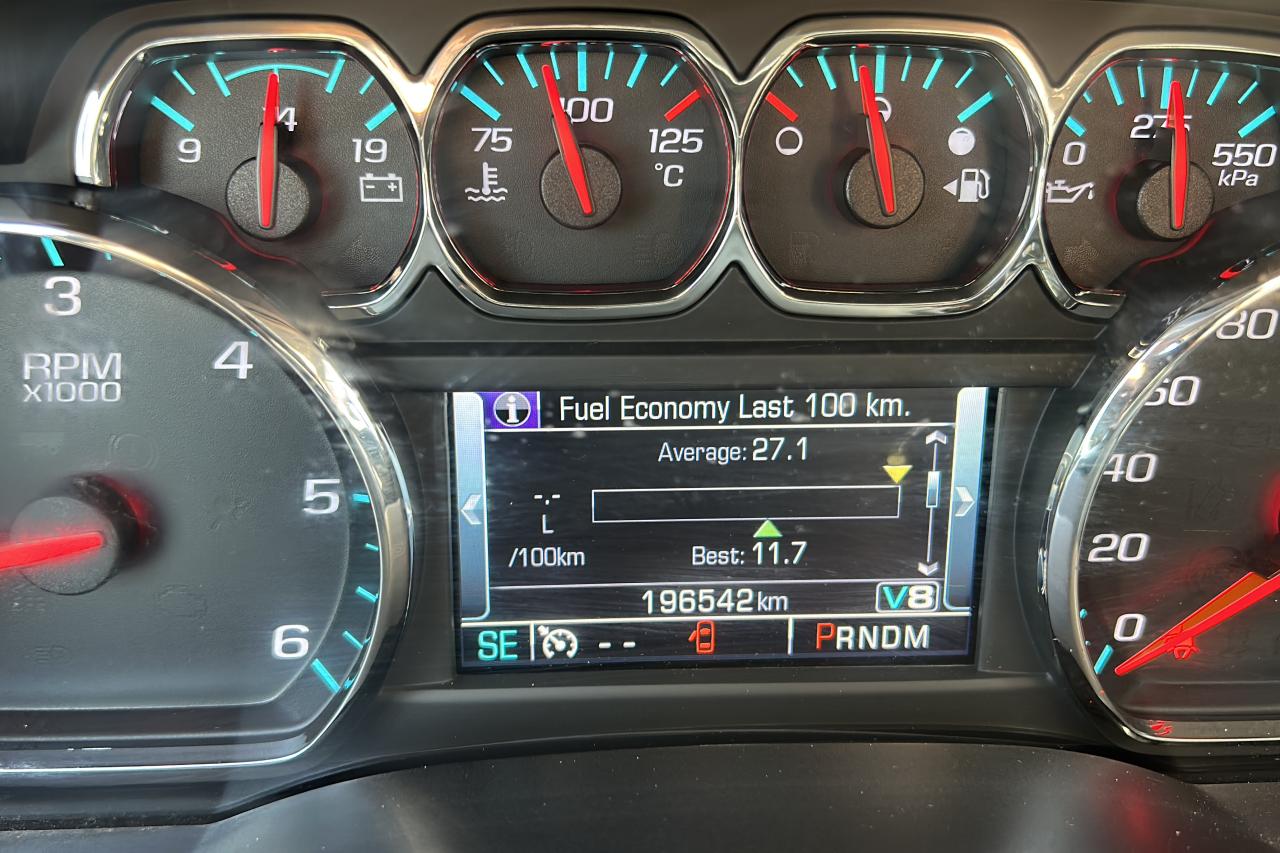 9 14 19
75 100 125
°C
0 275 550
kPa
3
4
RPM
x1000
5
6
Fuel Economy Last 100 km.
Average: 27.1
-.-
L
/100km
Best: 11.7
196542 km V8
SE -- PRNDM
80
60
40
20
0